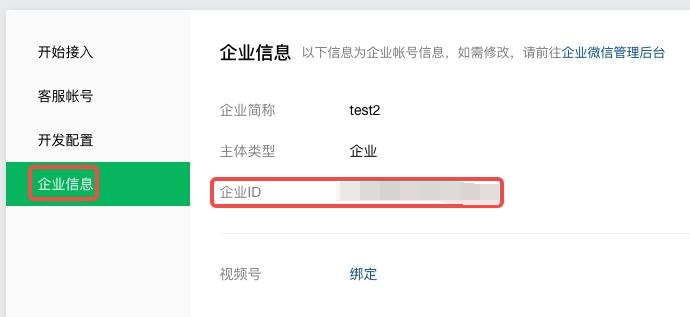 开始接入
客服帐号
开发配置
企业信息
企业信息 以下信息为企业帐号信息，如需修改，请前往企业微信管理后台
企业简称 test2
主体类型 企业
企业ID
视频号 绑定